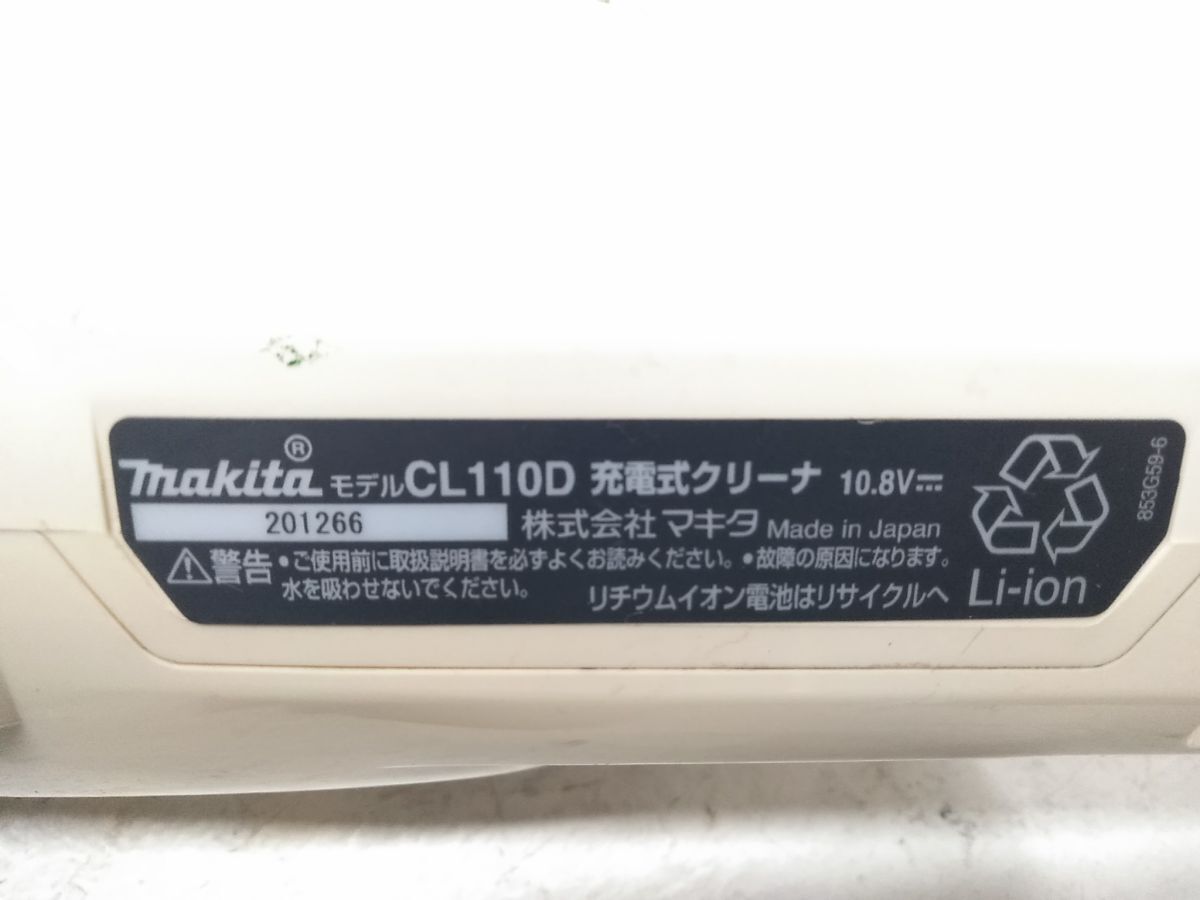 makita® モデルCL110D 充電式クリーナ 10.8V⎓
201266 株式会社マキタ Made in Japan
⚠警告 •ご使用前に取扱説明書を必ずよくお読みください。•故障の原因になります。
水を吸わせないでください。 リチウムイオン電池はリサイクルへ
Li-ion
853G59-6